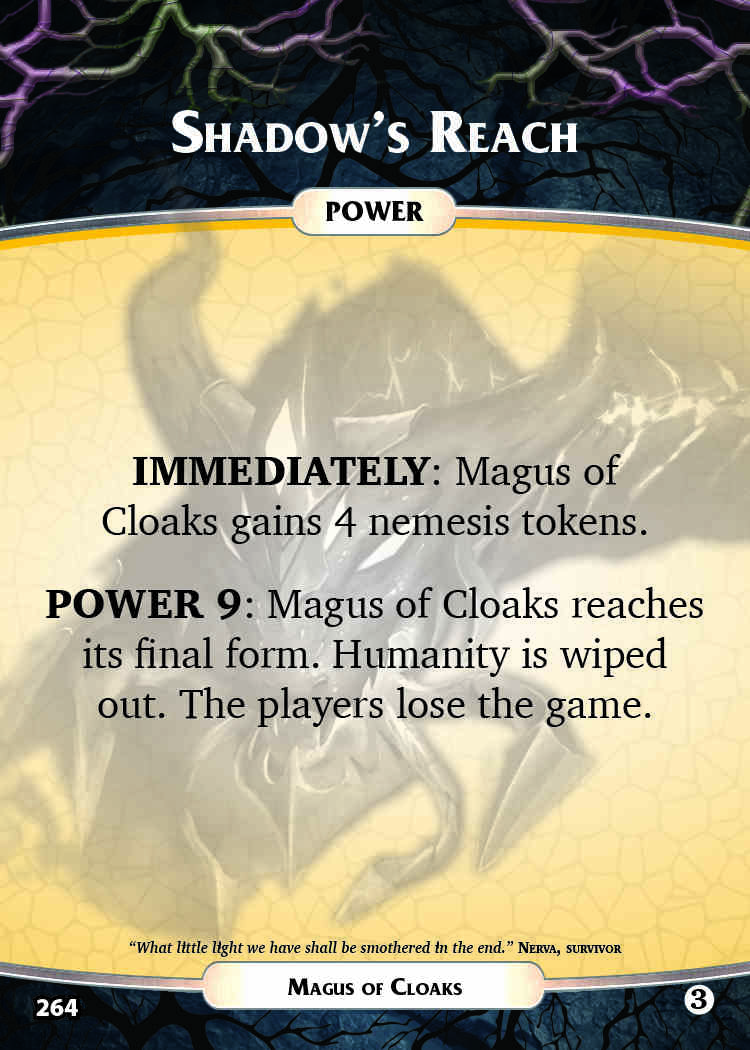 Shadow's Reach
POWER
IMMEDIATELY: Magus of
Cloaks gains 4 nemesis tokens.
POWER 9: Magus of Cloaks reaches
its final form. Humanity is wiped
out. The players lose the game.
"What little light we have shall be smothered in the end." Nerva, survivor
Magus of Cloaks
264
3